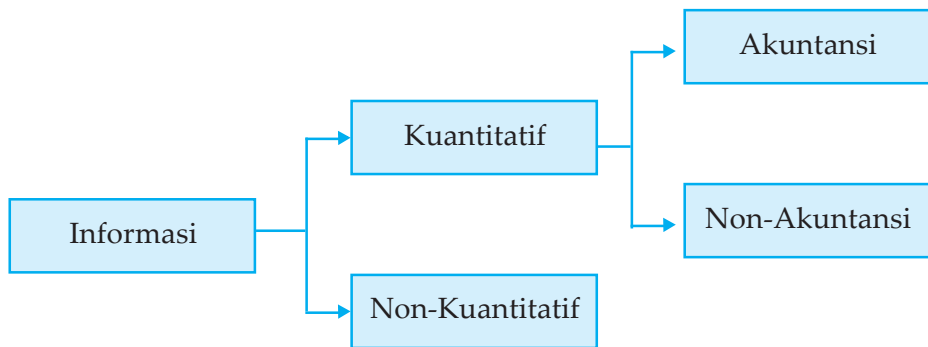 Akuntansi
Kuantitatif
Non-Akuntansi
Informasi
Non-Kuantitatif